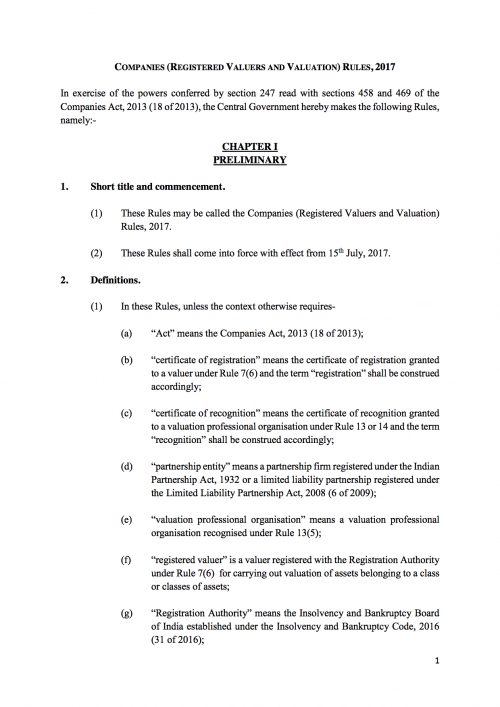 COMPANIES (REGISTERED VALUERS AND VALUATION) RULES, 2017
In exercise of the powers conferred by section 247 read with sections 458 and 469 of the
Companies Act, 2013 (18 of 2013), the Central Government hereby makes the following Rules,
namely:-
CHAPTER I
PRELIMINARY
1. Short title and commencement.
(1) These Rules may be called the Companies (Registered Valuers and Valuation)
Rules, 2017.
(2) These Rules shall come into force with effect from 15th July, 2017.
2. Definitions.
(1) In these Rules, unless the context otherwise requires-
(a) “Act” means the Companies Act, 2013 (18 of 2013);
(b) “certificate of registration” means the certificate of registration granted
to a valuer under Rule 7(6) and the term “registration” shall be construed
accordingly;
(c) “certificate of recognition” means the certificate of recognition granted
to a valuation professional organisation under Rule 13 or 14 and the term
“recognition” shall be construed accordingly;
(d) “partnership entity” means a partnership firm registered under the Indian
Partnership Act, 1932 or a limited liability partnership registered under
the Limited Liability Partnership Act, 2008 (6 of 2009);
(e) “valuation professional organisation” means a valuation professional
organisation recognised under Rule 13(5);
(f) “registered valuer” is a valuer registered with the Registration Authority
under Rule 7(6) for carrying out valuation of assets belonging to a class
or classes of assets;
(g) “Registration Authority” means the Insolvency and Bankruptcy Board
of India established under the Insolvency and Bankruptcy Code, 2016
(31 of 2016);
1